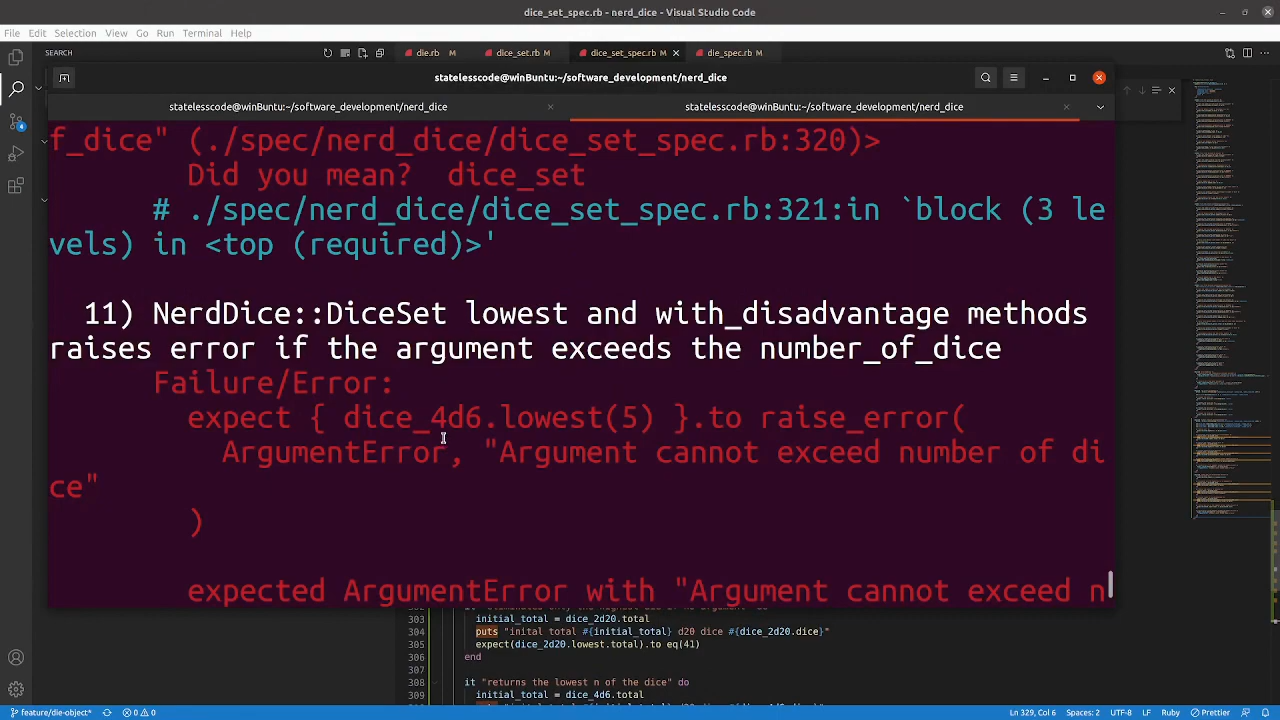 dice_set_spec.rb - nerd_dice - Visual Studio Code
File Edit Selection View Go Run Terminal Help
SEARCH
die.rb M
dice_set.rb M
dice_set_spec.rb M
die_spec.rb M
statelesscode@winBuntu:~/software_development/nerd_dice
statelesscode@winBuntu:~/software_development/nerd_dice
statelesscode@winBuntu:~/software_development/nerd_dice
f_dice" (./spec/nerd_dice/dice_set_spec.rb:320)>
Did you mean? dice_set
# ./spec/nerd_dice/dice_set_spec.rb:321:in `block (3 le
vels) in <top (required)>
11) NerdDice::DiceSet lowest and with_disadvantage methods
raises error if the argument exceeds the number_of_dice
Failure/Error:
expect { dice_4d6.lowest(5) }.to raise_error(
ArgumentError, "Argument cannot exceed number of di
ce"
)
expected ArgumentError with "Argument cannot exceed n
303 initial_total = dice_2d20.total
304 puts "inital total #{initial_total} d20 dice #{dice_2d20.dice}"
305 expect(dice_2d20.lowest.total).to eq(41)
306 end
307
308 it "returns the lowest n of the dice" do
309 initial_total = dice_4d6.total
4
feature/die-object* 0 0 Ln 329, Col 6 Spaces: 2 UTF-8 LF Ruby Prettier